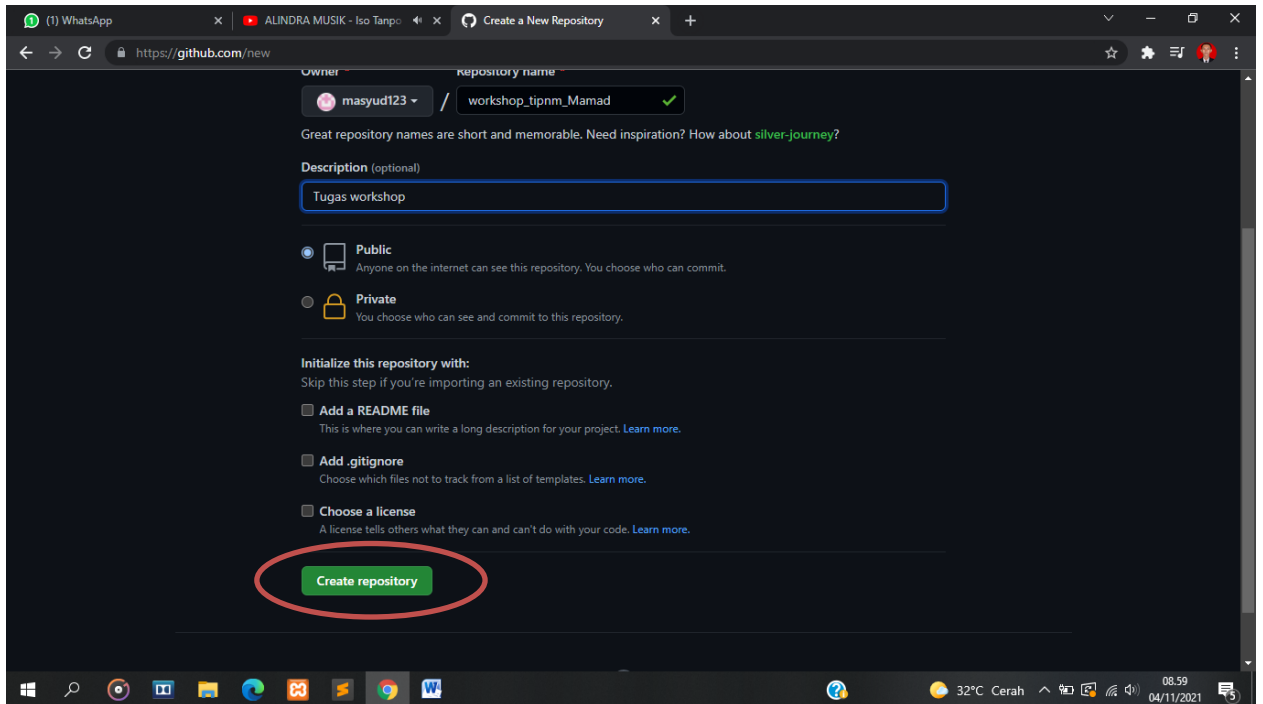 (1) WhatsApp
ALINDRA MUSIK - Iso Tanpo
Create a New Repository
https://github.com/new
Owner *
Repository name *
masyud123
/
workshop_tipnm_Mamad
Great repository names are short and memorable. Need inspiration? How about silver-journey?
Description (optional)
Tugas workshop
Public
Anyone on the internet can see this repository. You choose who can commit.
Private
You choose who can see and commit to this repository.
Initialize this repository with:
Skip this step if you're importing an existing repository.
Add a README file
This is where you can write a long description for your project. Learn more.
Add .gitignore
Choose which files not to track from a list of templates. Learn more.
Choose a license
A license tells others what they can and can't do with your code. Learn more.
Create repository
32°C Cerah
08.59
04/11/2021
5